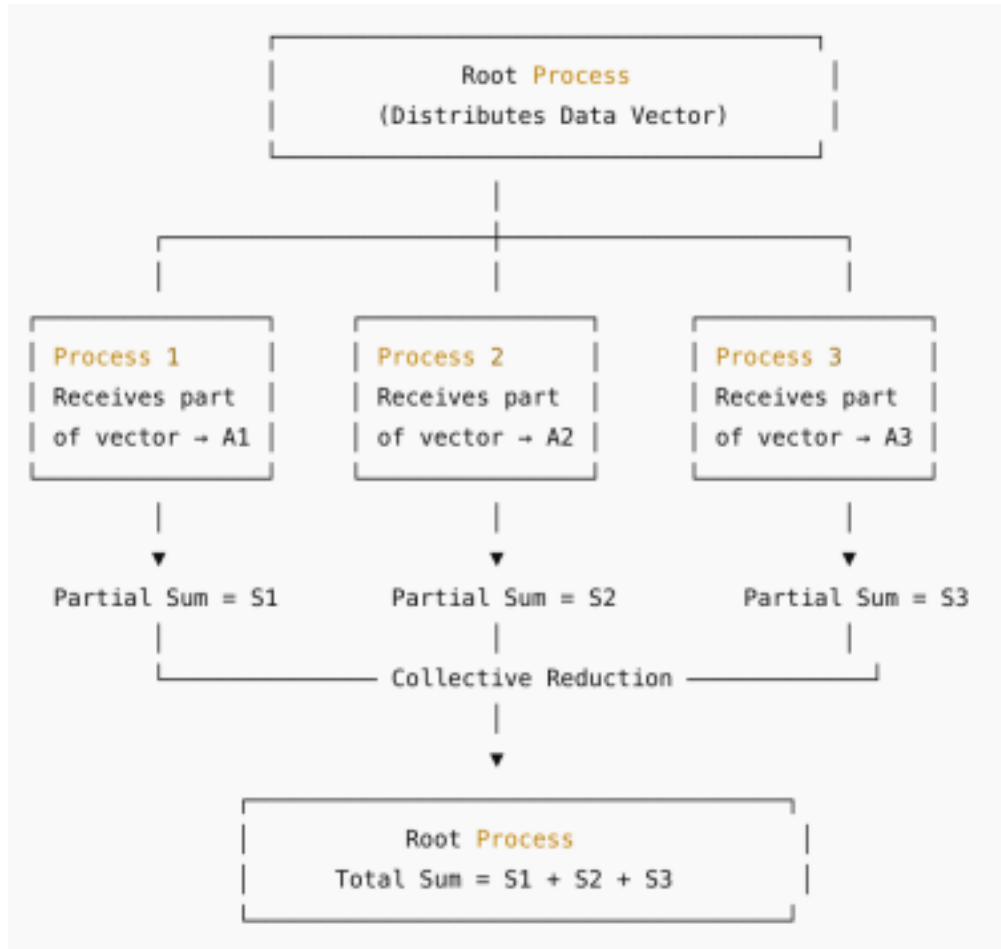 Root Process
(Distributes Data Vector)
Process 1
Receives part
of vector → A1
Process 2
Receives part
of vector → A2
Process 3
Receives part
of vector → A3
Partial Sum = S1
Partial Sum = S2
Partial Sum = S3
Collective Reduction
Root Process
Total Sum = S1 + S2 + S3